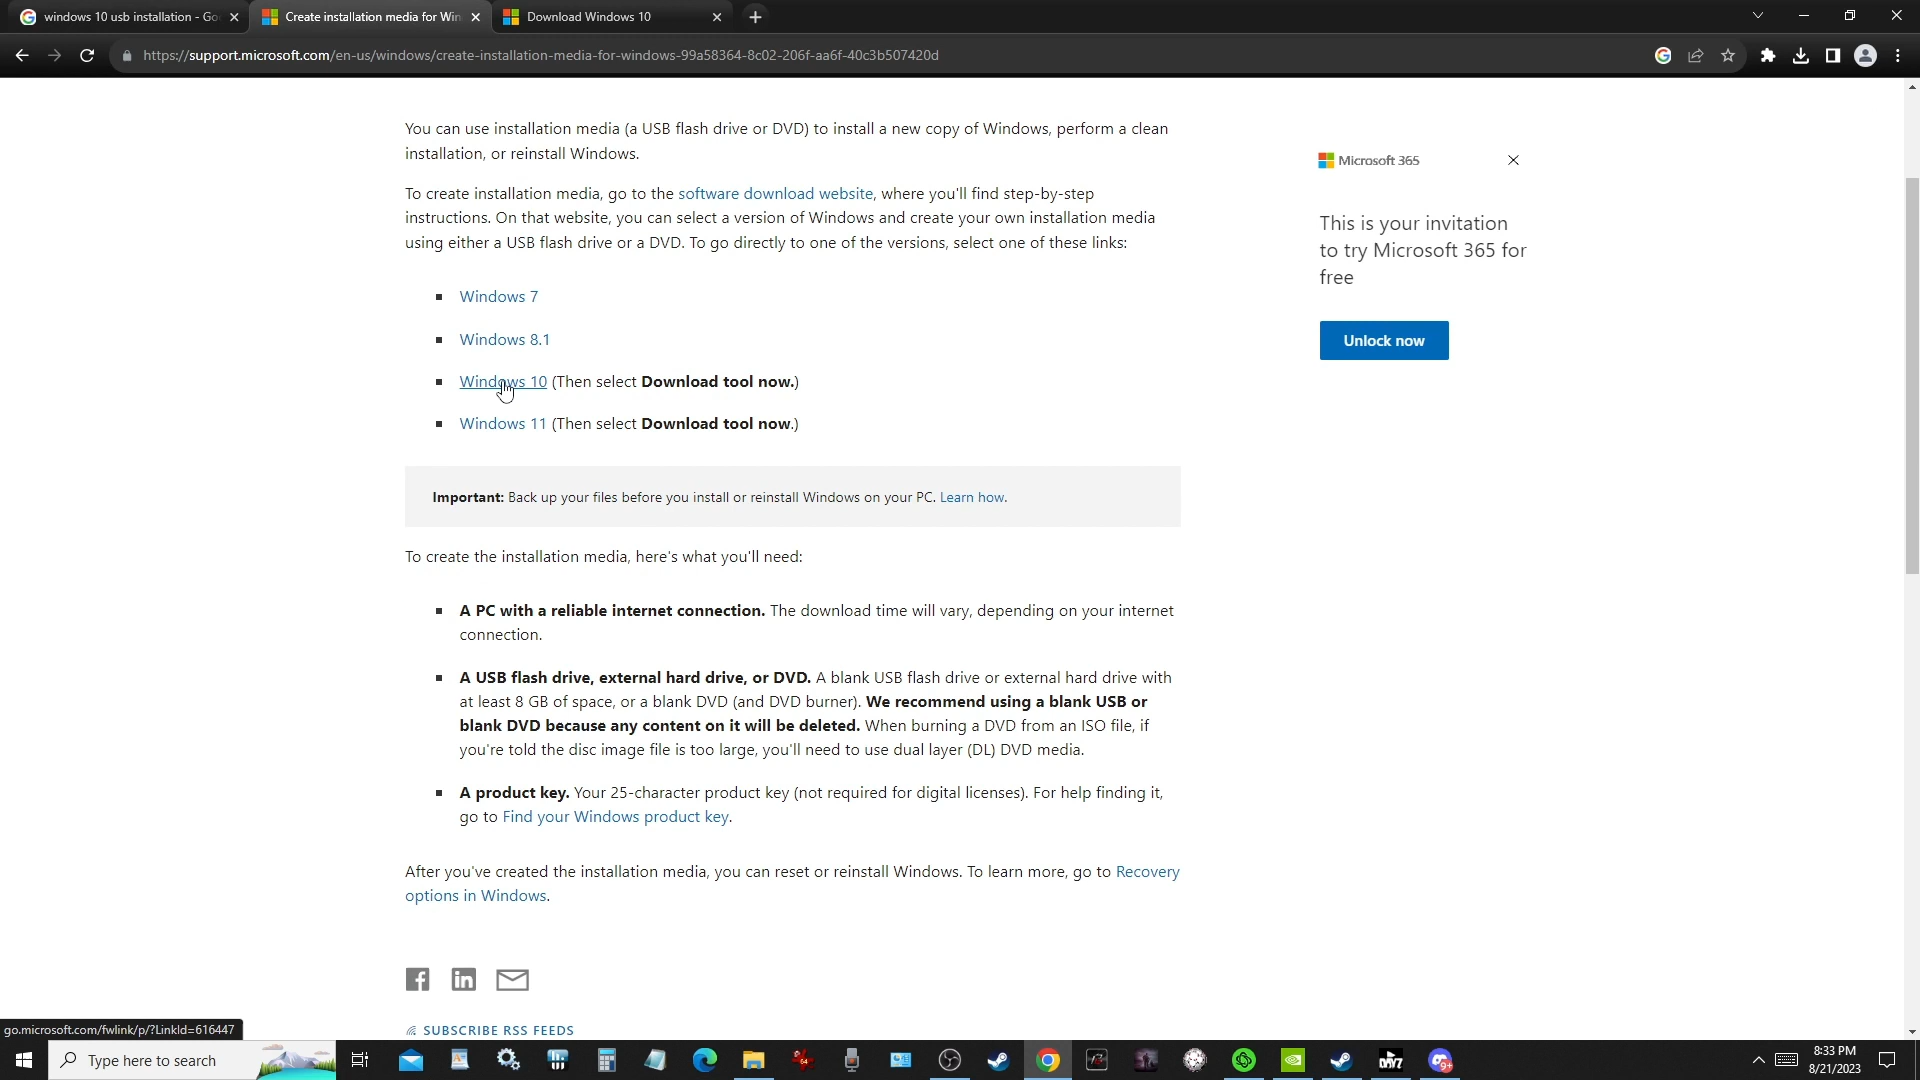 windows 10 usb installation - Go
Create installation media for Win
Download Windows 10
https://support.microsoft.com/en-us/windows/create-installation-media-for-windows-99a58364-8c02-206f-aa6f-40c3b507420d
You can use installation media (a USB flash drive or DVD) to install a new copy of Windows, perform a clean
installation, or reinstall Windows.
To create installation media, go to the software download website, where you'll find step-by-step
instructions. On that website, you can select a version of Windows and create your own installation media
using either a USB flash drive or a DVD. To go directly to one of the versions, select one of these links:
Windows 7
Windows 8.1
Windows 10 (Then select Download tool now.)
Windows 11 (Then select Download tool now.)
Important: Back up your files before you install or reinstall Windows on your PC. Learn how.
To create the installation media, here's what you'll need:
A PC with a reliable internet connection. The download time will vary, depending on your internet
connection.
A USB flash drive, external hard drive, or DVD. A blank USB flash drive or external hard drive with
at least 8 GB of space, or a blank DVD (and DVD burner). We recommend using a blank USB or
blank DVD because any content on it will be deleted. When burning a DVD from an ISO file, if
you're told the disc image file is too large, you'll need to use dual layer (DL) DVD media.
A product key. Your 25-character product key (not required for digital licenses). For help finding it,
go to Find your Windows product key.
After you've created the installation media, you can reset or reinstall Windows. To learn more, go to Recovery
options in Windows.
SUBSCRIBE RSS FEEDS
Microsoft 365
This is your invitation
to try Microsoft 365 for
free
Unlock now
go.microsoft.com/fwlink/p/?LinkId=616447
Type here to search
64
DAYZ
9+
8:33 PM
8/21/2023